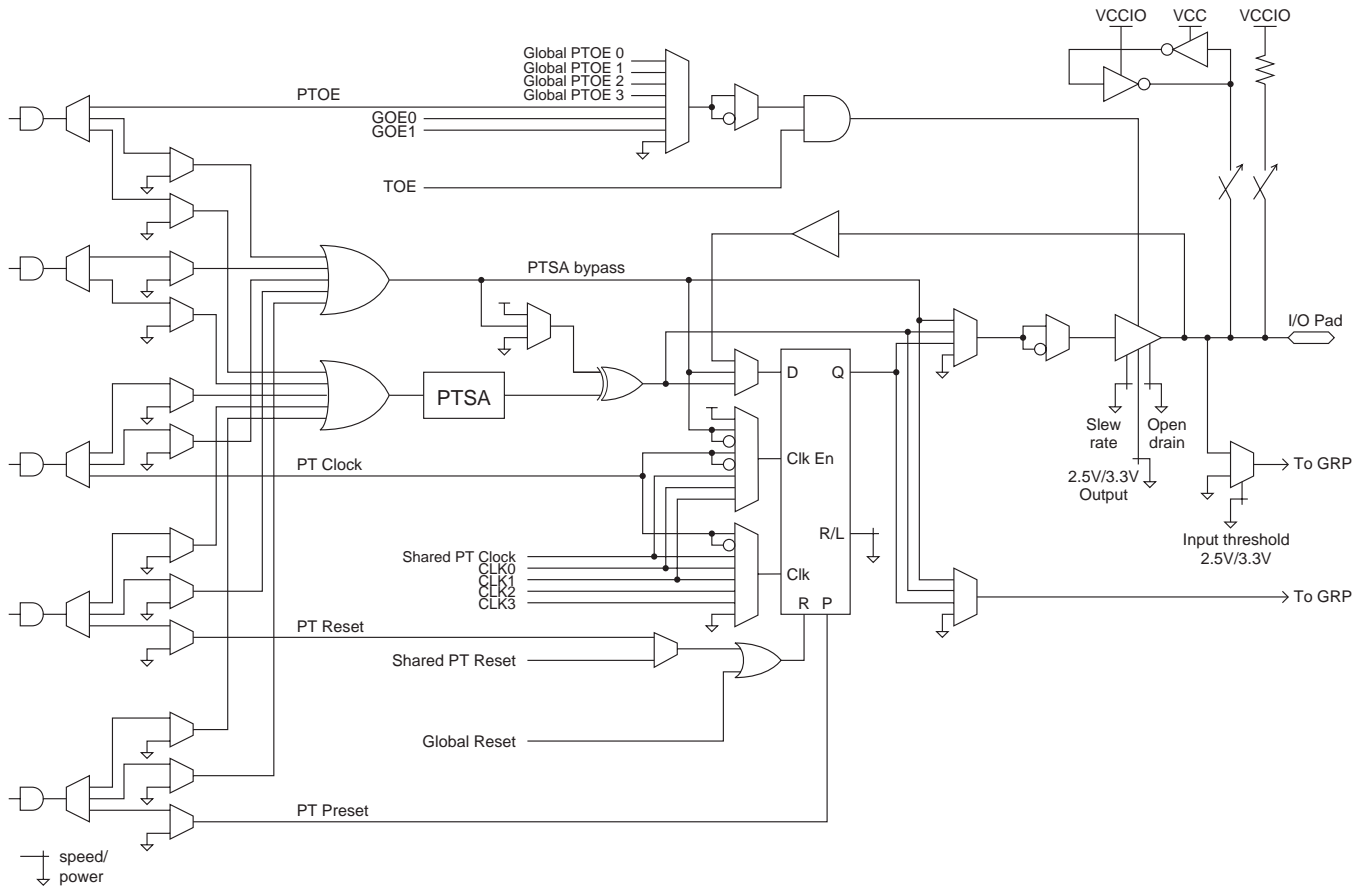 VCCIO
VCC
VCCIO
Global PTOE 0
Global PTOE 1
Global PTOE 2
Global PTOE 3
PTOE
GOE0
GOE1
TOE
PTSA bypass
I/O Pad
D
Q
PTSA
Slew
rate
Open
drain
Clk En
PT Clock
To GRP
2.5V/3.3V
Output
R/L
Input threshold
2.5V/3.3V
Shared PT Clock
CLK0
CLK1
CLK2
CLK3
Clk
To GRP
R
P
PT Reset
Shared PT Reset
Global Reset
PT Preset
speed/
power